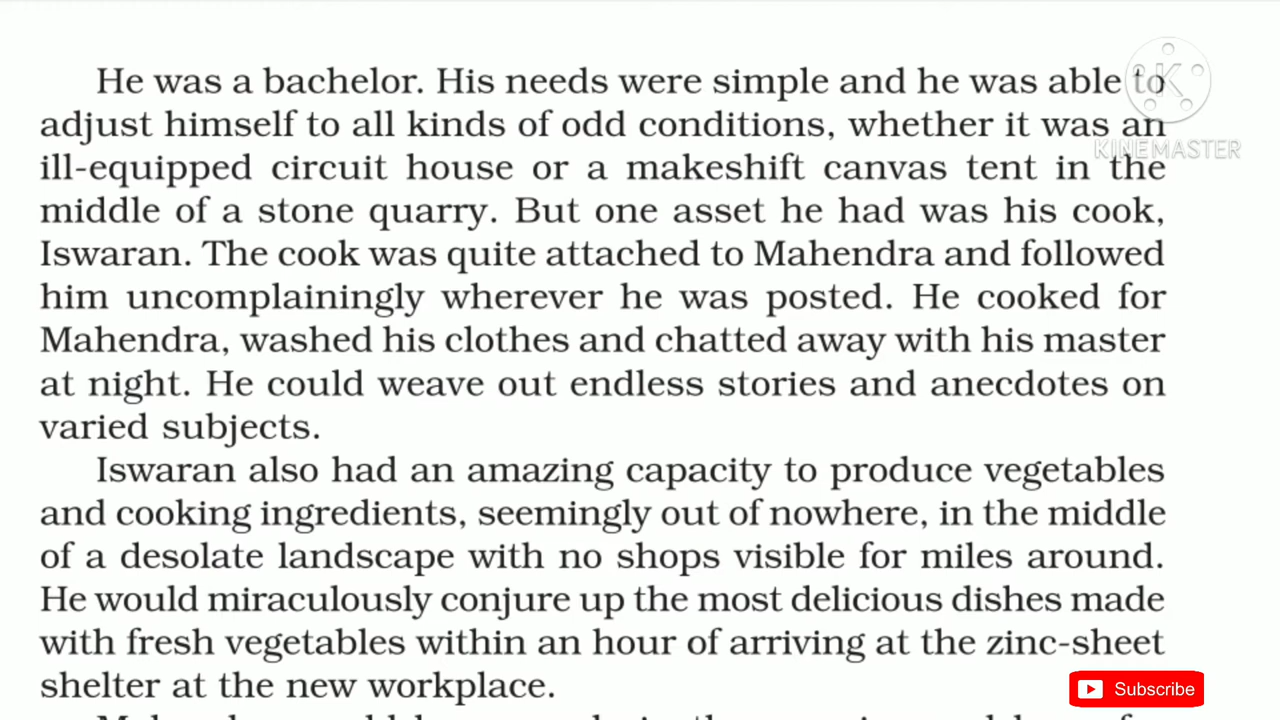 He was a bachelor. His needs were simple and he was able to
adjust himself to all kinds of odd conditions, whether it was an
ill-equipped circuit house or a makeshift canvas tent in the
middle of a stone quarry. But one asset he had was his cook,
Iswaran. The cook was quite attached to Mahendra and followed
him uncomplainingly wherever he was posted. He cooked for
Mahendra, washed his clothes and chatted away with his master
at night. He could weave out endless stories and anecdotes on
varied subjects.
Iswaran also had an amazing capacity to produce vegetables
and cooking ingredients, seemingly out of nowhere, in the middle
of a desolate landscape with no shops visible for miles around.
He would miraculously conjure up the most delicious dishes made
with fresh vegetables within an hour of arriving at the zinc-sheet
shelter at the new workplace.
K
KINEMASTER
Subscribe